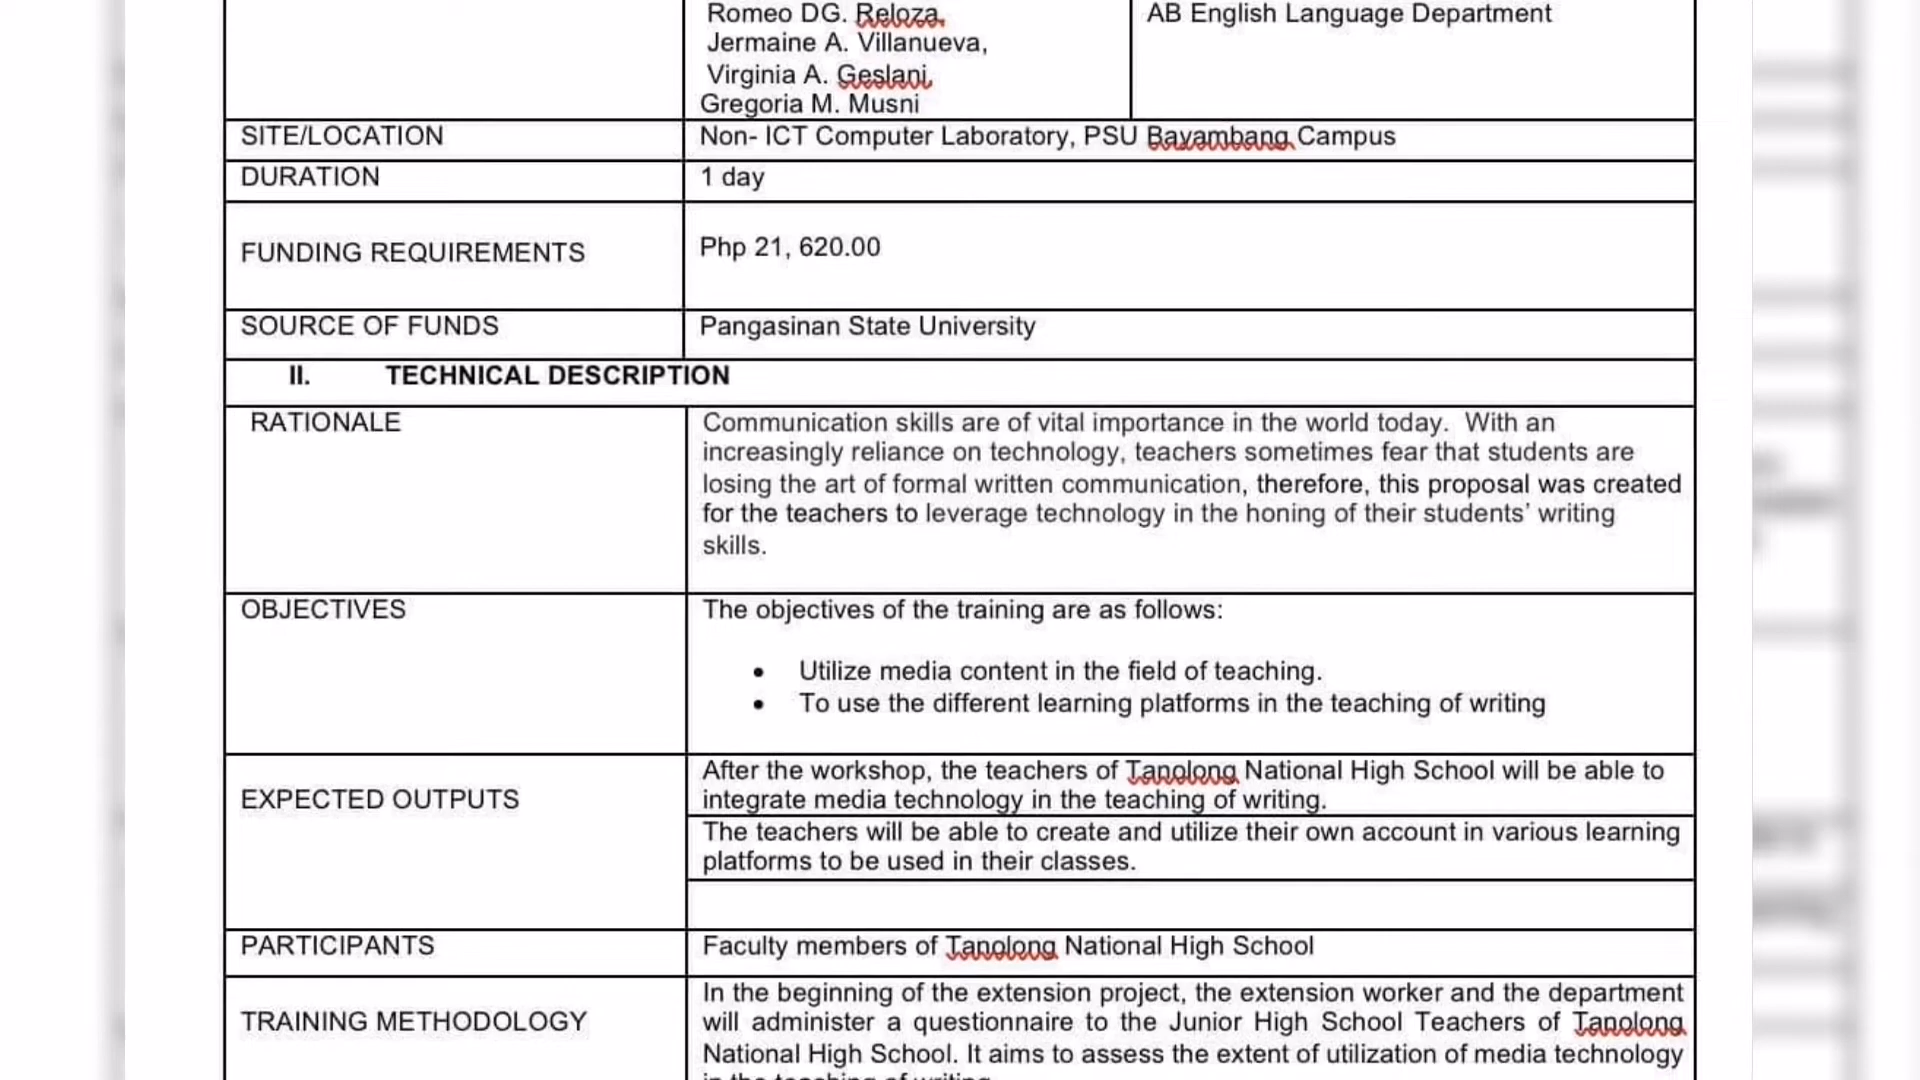 Romeo DG. Reloza,
AB English Language Department
Jermaine A. Villanueva,
Virginia A. Geslani,
Gregoria M. Musni
SITE/LOCATION
Non- ICT Computer Laboratory, PSU Bayambang Campus
DURATION
1 day
FUNDING REQUIREMENTS
Php 21, 620.00
SOURCE OF FUNDS
Pangasinan State University
II. TECHNICAL DESCRIPTION
RATIONALE
Communication skills are of vital importance in the world today. With an
increasingly reliance on technology, teachers sometimes fear that students are
losing the art of formal written communication, therefore, this proposal was created
for the teachers to leverage technology in the honing of their students’ writing
skills.
OBJECTIVES
The objectives of the training are as follows:
• Utilize media content in the field of teaching.
• To use the different learning platforms in the teaching of writing
EXPECTED OUTPUTS
After the workshop, the teachers of Tanolong National High School will be able to
integrate media technology in the teaching of writing.
The teachers will be able to create and utilize their own account in various learning
platforms to be used in their classes.
PARTICIPANTS
Faculty members of Tanolong National High School
TRAINING METHODOLOGY
In the beginning of the extension project, the extension worker and the department
will administer a questionnaire to the Junior High School Teachers of Tanolong
National High School. It aims to assess the extent of utilization of media technology
in the teaching of writing.